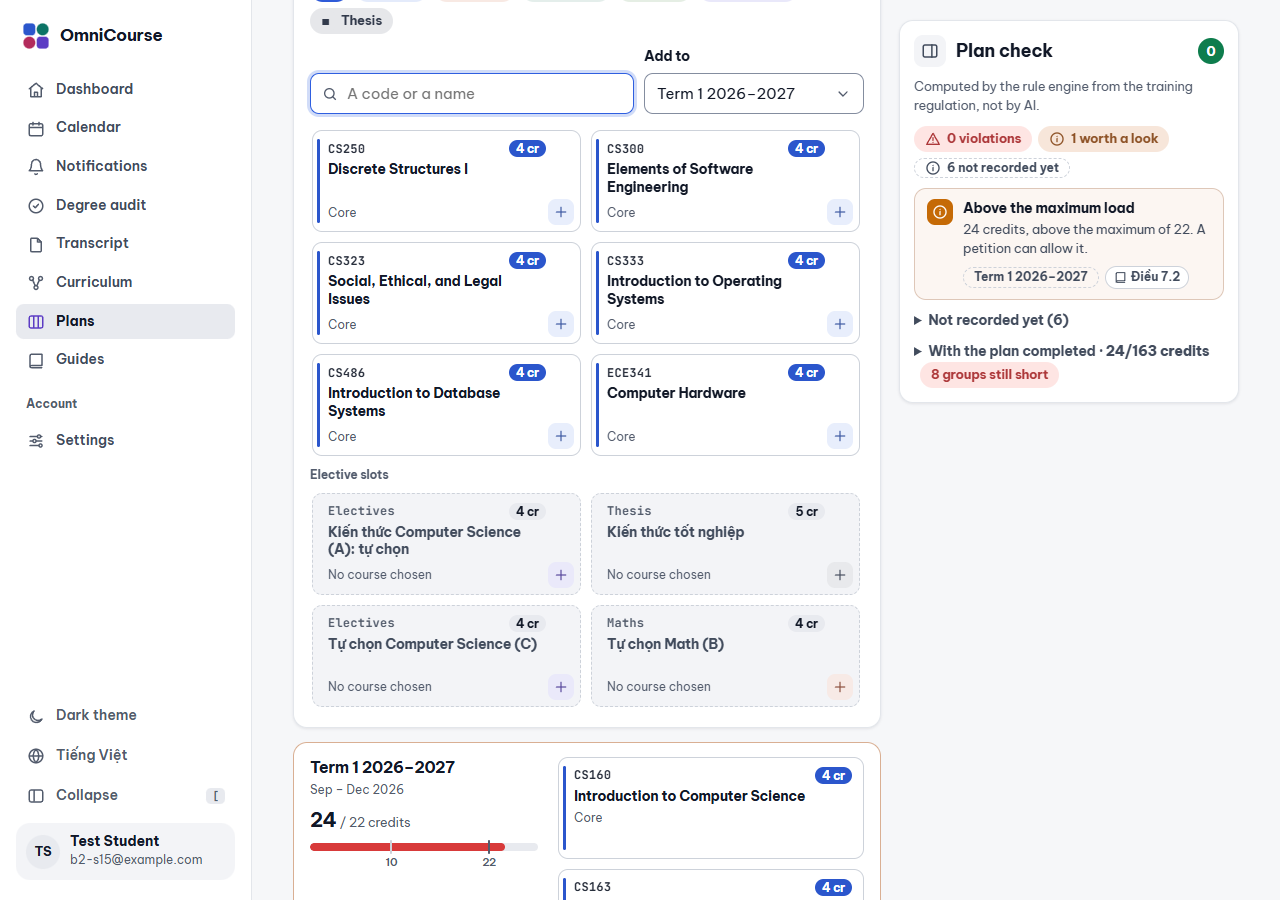 OmniCourse
Dashboard
Calendar
Notifications
Degree audit
Transcript
Curriculum
Plans
Guides
Account
Settings
Dark theme
Tiếng Việt
Collapse
[
TS
Test Student
b2-s15@example.com
Thesis
Add to
A code or a name
Term 1 2026–2027
CS250
4 cr
Discrete Structures I
Core
CS300
4 cr
Elements of Software
Engineering
Core
CS323
4 cr
Social, Ethical, and Legal
Issues
Core
CS333
4 cr
Introduction to Operating
Systems
Core
CS486
4 cr
Introduction to Database
Systems
Core
ECE341
4 cr
Computer Hardware
Core
Elective slots
Electives
4 cr
Kiến thức Computer Science
(A): tự chọn
No course chosen
Thesis
5 cr
Kiến thức tốt nghiệp
No course chosen
Electives
4 cr
Tự chọn Computer Science (C)
No course chosen
Maths
4 cr
Tự chọn Math (B)
No course chosen
Term 1 2026–2027
Sep – Dec 2026
24 / 22 credits
10
22
CS160
4 cr
Introduction to Computer Science
Core
CS163
4 cr
Plan check
0
Computed by the rule engine from the training
regulation, not by AI.
0 violations
1 worth a look
6 not recorded yet
Above the maximum load
24 credits, above the maximum of 22. A
petition can allow it.
Term 1 2026–2027
Điều 7.2
Not recorded yet (6)
With the plan completed · 24/163 credits
8 groups still short